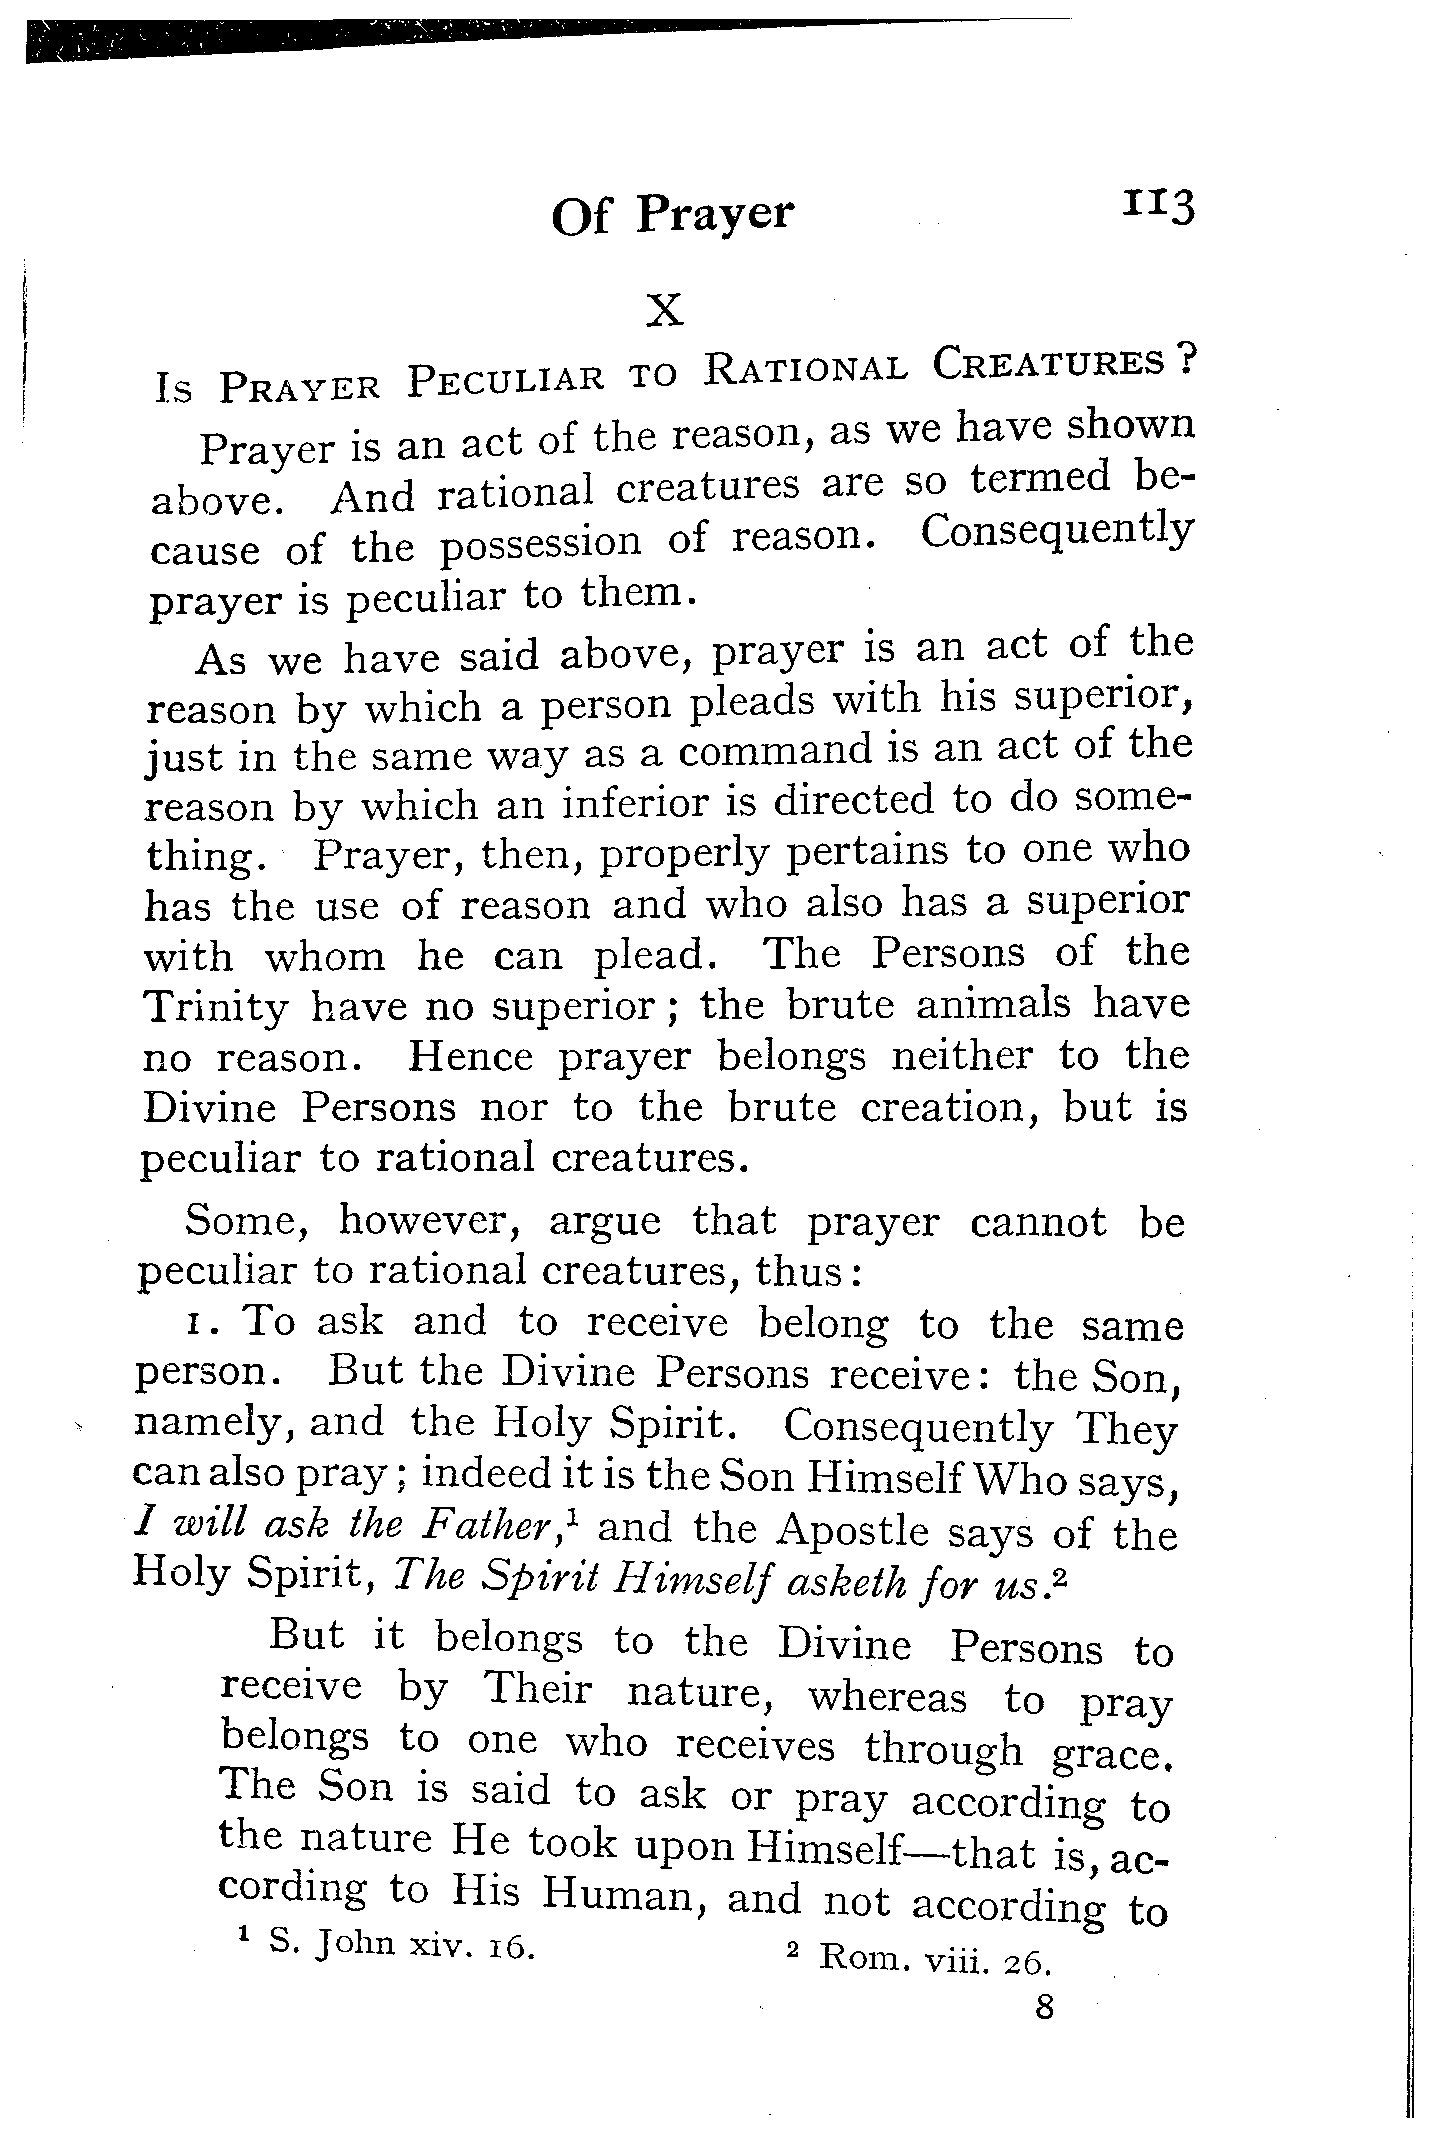 Of Prayer 113
X
Is Prayer Peculiar to Rational Creatures?
Prayer is an act of the reason, as we have shown
above. And rational creatures are so termed be-
cause of the possession of reason. Consequently
prayer is peculiar to them.
As we have said above, prayer is an act of the
reason by which a person pleads with his superior,
just in the same way as a command is an act of the
reason by which an inferior is directed to do some-
thing. Prayer, then, properly pertains to one who
has the use of reason and who also has a superior
with whom he can plead. The Persons of the
Trinity have no superior; the brute animals have
no reason. Hence prayer belongs neither to the
Divine Persons nor to the brute creation, but is
peculiar to rational creatures.
Some, however, argue that prayer cannot be
peculiar to rational creatures, thus:
1. To ask and to receive belong to the same
person. But the Divine Persons receive: the Son,
namely, and the Holy Spirit. Consequently They
can also pray; indeed it is the Son Himself Who says,
I will ask the Father,¹ and the Apostle says of the
Holy Spirit, The Spirit Himself asketh for us.²
But it belongs to the Divine Persons to
receive by Their nature, whereas to pray
belongs to one who receives through grace.
The Son is said to ask or pray according to
the nature He took upon Himself—that is, ac-
cording to His Human, and not according to
¹ S. John xiv. 16. ² Rom. viii. 26.
8